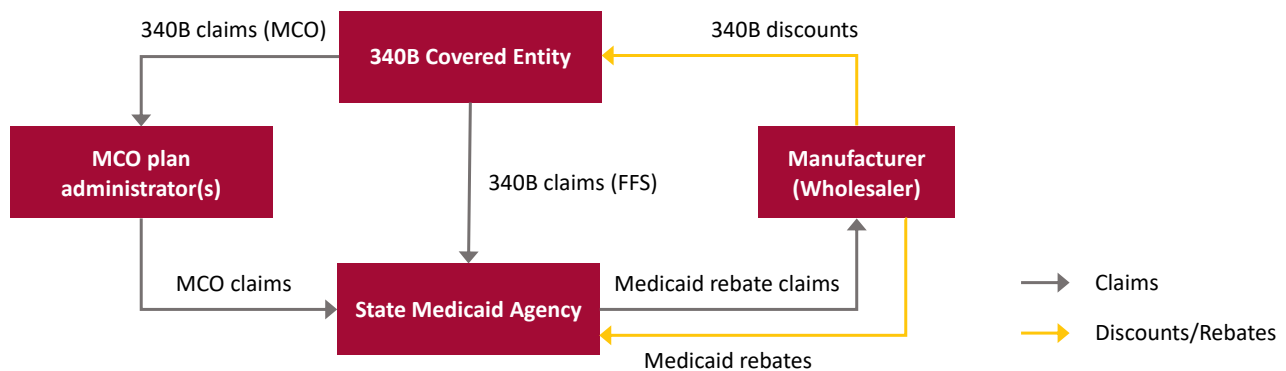 340B claims (MCO)
340B Covered Entity
340B discounts
MCO plan
administrator(s)
340B claims (FFS)
Manufacturer
(Wholesaler)
MCO claims
State Medicaid Agency
Medicaid rebate claims
Medicaid rebates
Claims
Discounts/Rebates